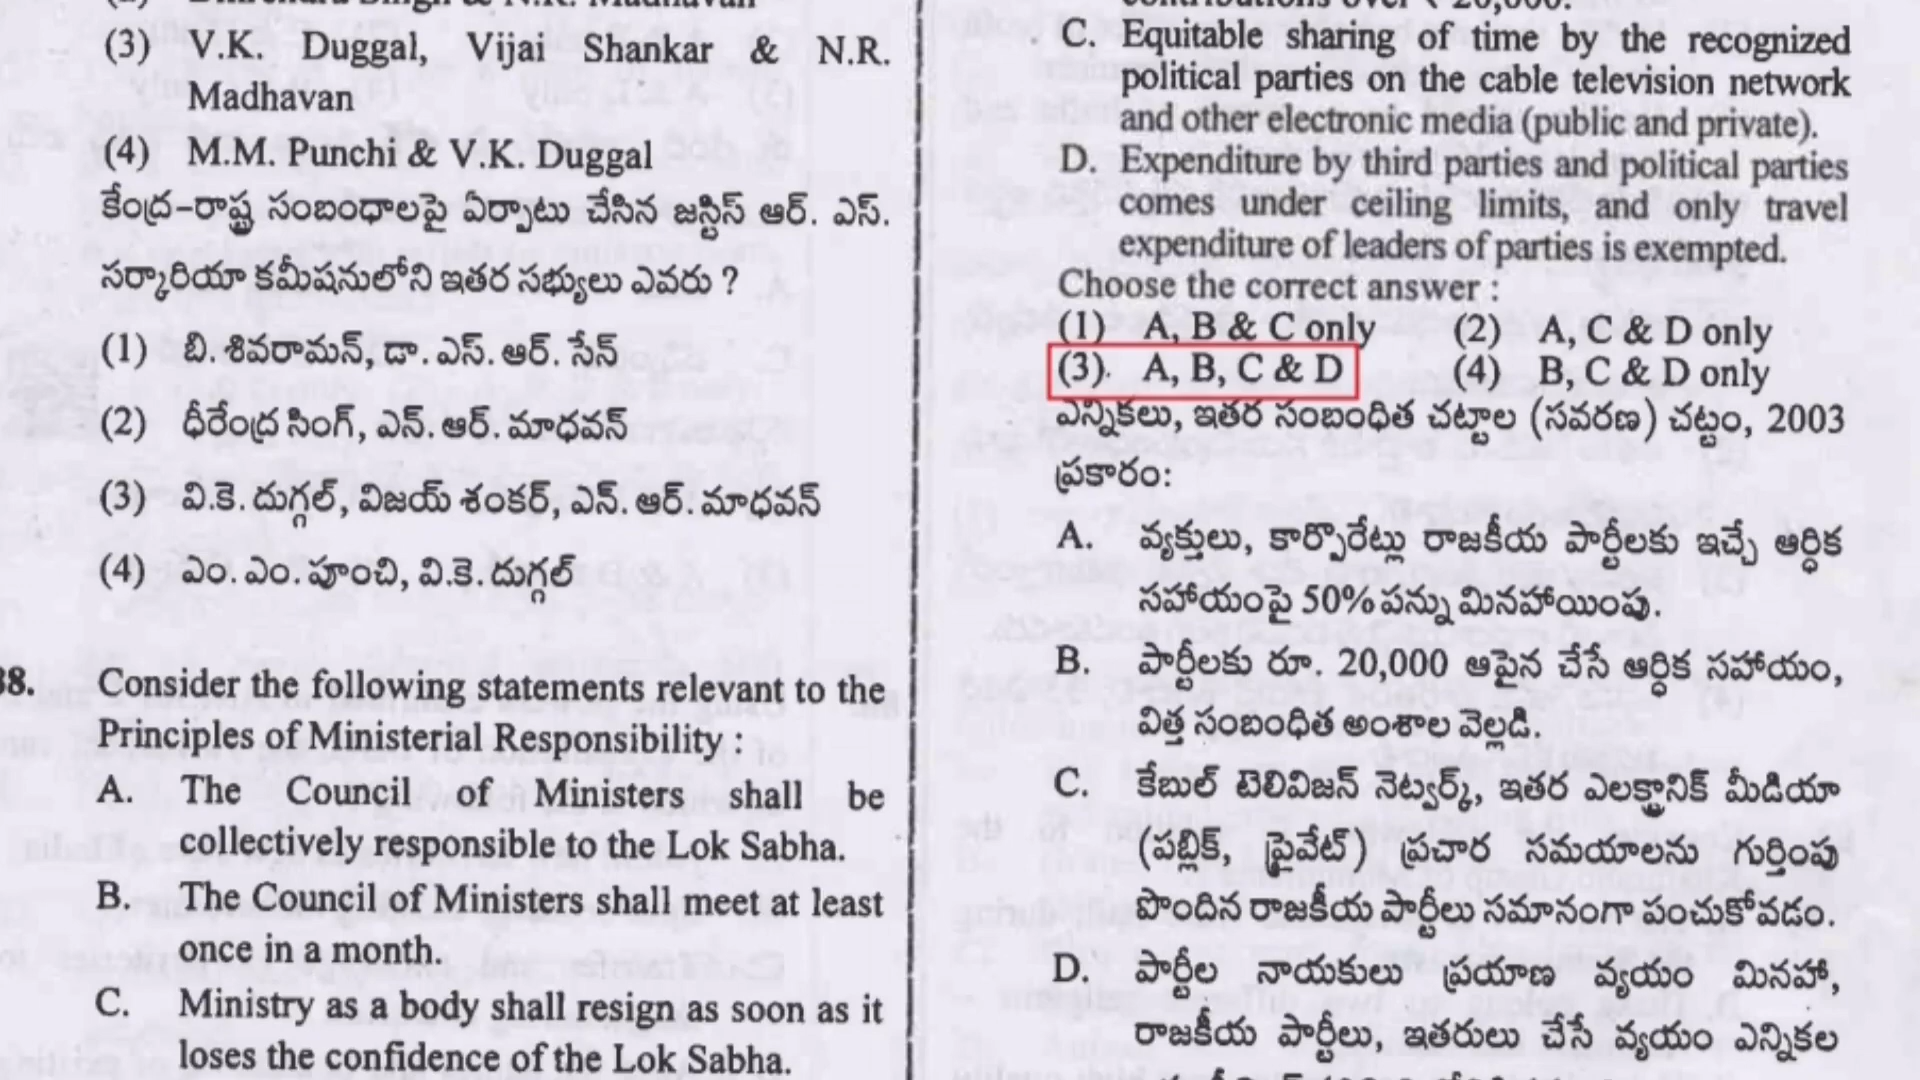 (2) Dhirendra Singh & N.R. Madhavan
(3) V.K. Duggal, Vijai Shankar & N.R.
Madhavan
(4) M.M. Punchi & V.K. Duggal
కేంద్ర-రాష్ట్ర సంబంధాలపై ఏర్పాటు చేసిన జస్టిస్ ఆర్. ఎస్.
సర్కారియా కమీషనులోని ఇతర సభ్యులు ఎవరు ?
(1) బి. శివరామన్, డా. ఎస్. ఆర్. సేన్
(2) ధీరేంద్ర సింగ్, ఎన్. ఆర్. మాధవన్
(3) వి.కె. దుగ్గల్, విజయ్ శంకర్, ఎన్. ఆర్. మాధవన్
(4) ఎం. ఎం. పూంచి, వి.కె. దుగ్గల్
38. Consider the following statements relevant to the
Principles of Ministerial Responsibility :
A. The Council of Ministers shall be
collectively responsible to the Lok Sabha.
B. The Council of Ministers shall meet at least
once in a month.
C. Ministry as a body shall resign as soon as it
loses the confidence of the Lok Sabha.
contributions over ₹ 20,000.
C. Equitable sharing of time by the recognized
political parties on the cable television network
and other electronic media (public and private).
D. Expenditure by third parties and political parties
comes under ceiling limits, and only travel
expenditure of leaders of parties is exempted.
Choose the correct answer :
(1) A, B & C only (2) A, C & D only
(3) A, B, C & D (4) B, C & D only
ఎన్నికలు, ఇతర సంబంధిత చట్టాల (సవరణ) చట్టం, 2003
ప్రకారం:
A. వ్యక్తులు, కార్పొరేట్లు రాజకీయ పార్టీలకు ఇచ్చే ఆర్థిక
సహాయంపై 50% పన్ను మినహాయింపు.
B. పార్టీలకు రూ. 20,000 ఆపైన చేసే ఆర్థిక సహాయం,
విత్త సంబంధిత అంశాల వెల్లడి.
C. కేబుల్ టెలివిజన్ నెట్వర్క్, ఇతర ఎలక్ట్రానిక్ మీడియా
(పబ్లిక్, ప్రైవేట్) ప్రచార సమయాలను గుర్తింపు
పొందిన రాజకీయ పార్టీలు సమానంగా పంచుకోవడం.
D. పార్టీల నాయకులు ప్రయాణ వ్యయం మినహా,
రాజకీయ పార్టీలు, ఇతరులు చేసే వ్యయం ఎన్నికల